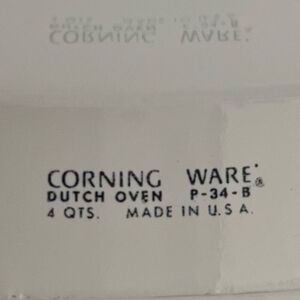 CORNING WARE®
DUTCH OVEN P-34-B
4 QTS. MADE IN U.S.A.